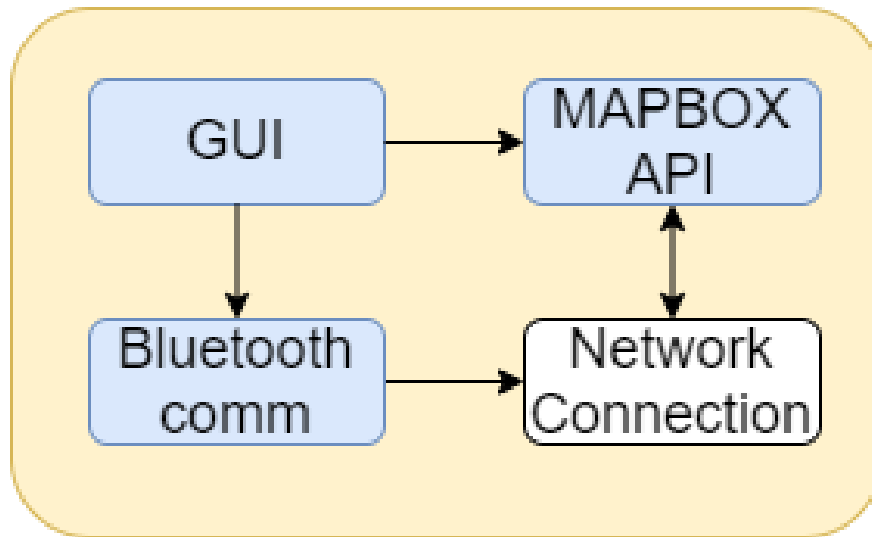 GUI
MAPBOX
API
Bluetooth
comm
Network
Connection